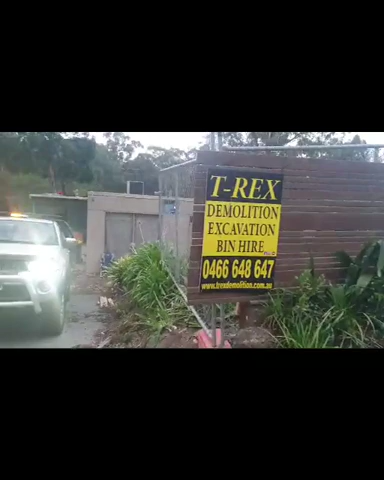 T-REX
DEMOLITION
EXCAVATION
BIN HIRE
0466 648 647
www.trexdemolition.com.au